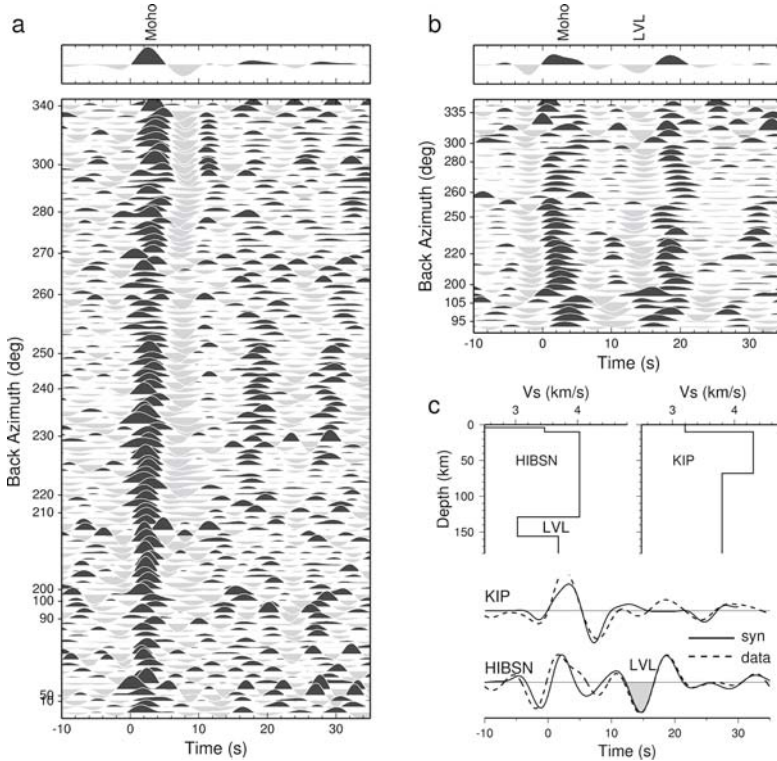 a
Moho
340
300
280
270
260
250
240
230
220
210
200
100
90
50
10
Back Azimuth (deg)
-10 0 10 20 30
Time (s)
b
Moho LVL
335
300
280
260
250
220
200
105
95
Back Azimuth (deg)
-10 0 10 20 30
Time (s)
c
Vs (km/s) Vs (km/s)
3 4 3 4
0
50
100
150
Depth (km)
HIBSN KIP
LVL
KIP
syn
data
HIBSN LVL
-10 0 10 20 30
Time (s)